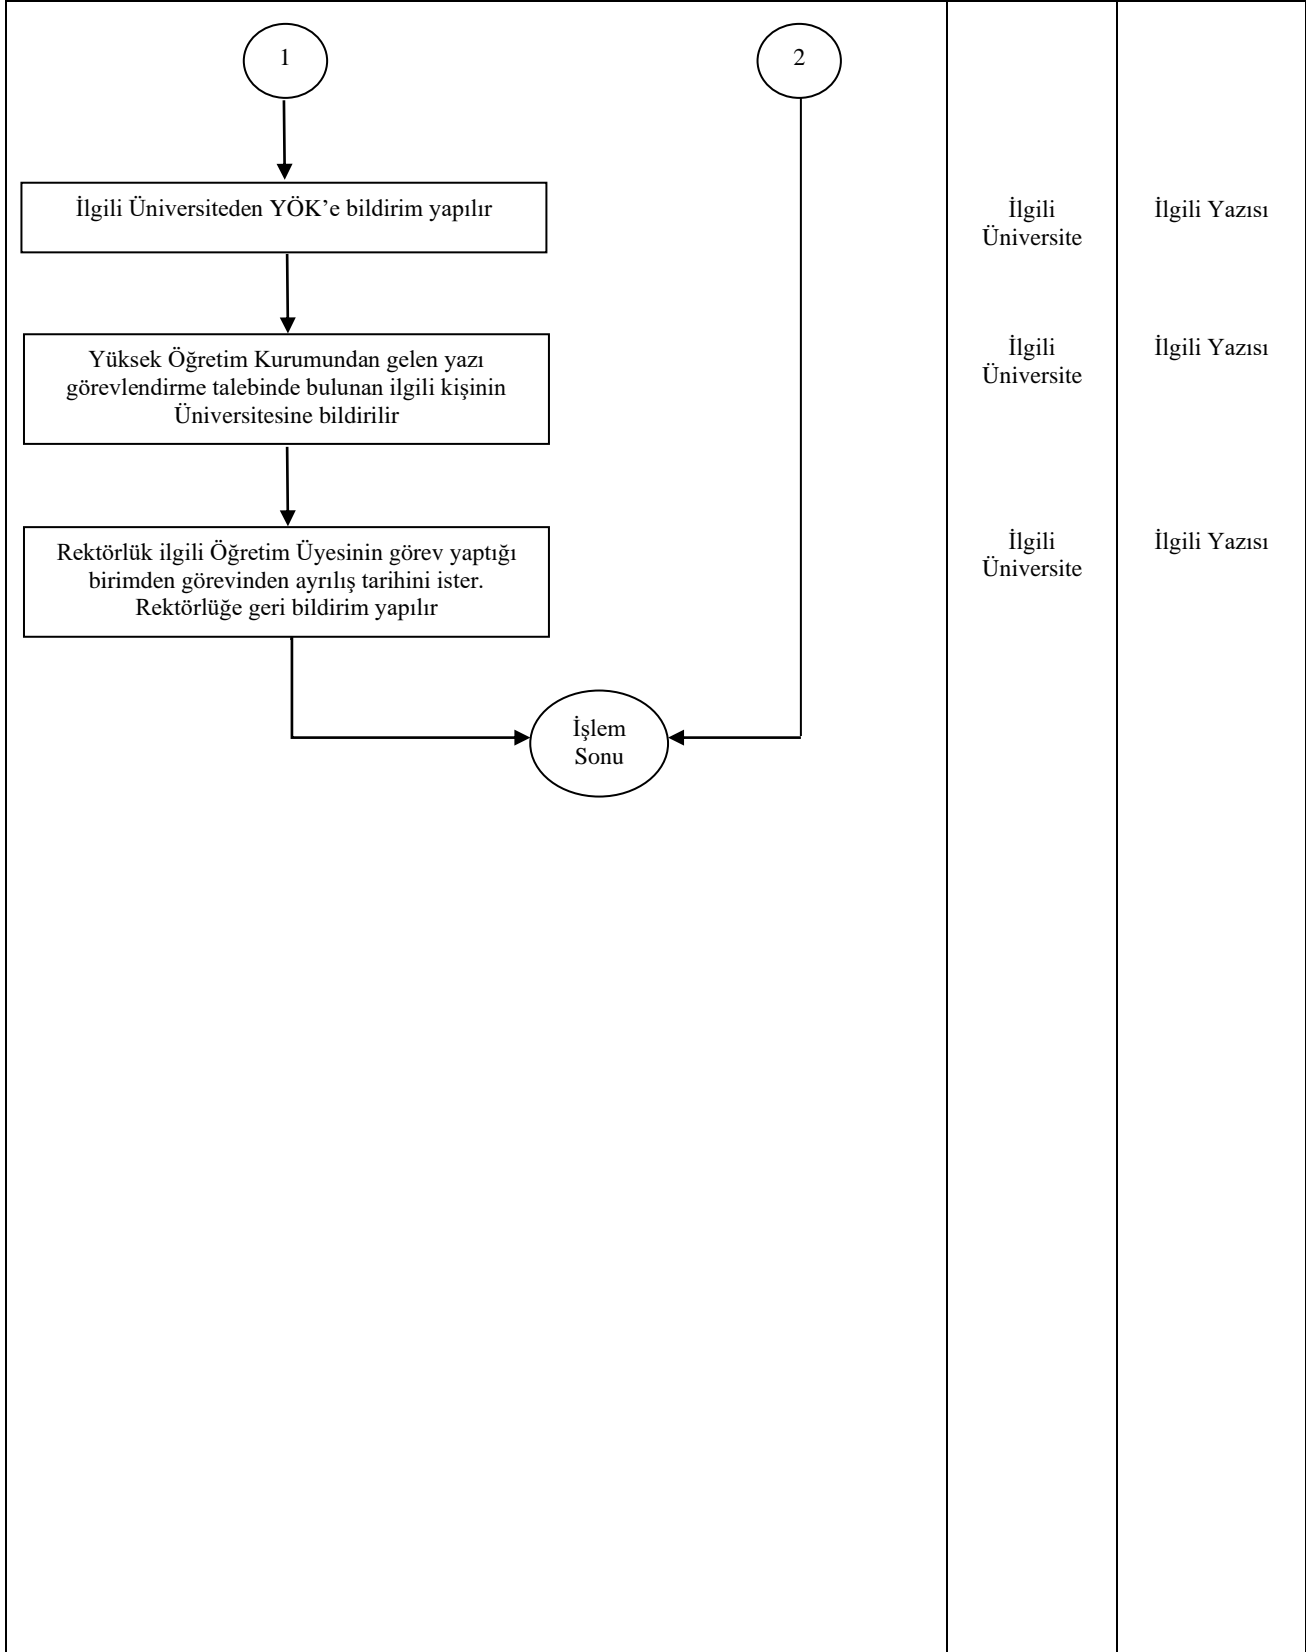 1
2
İlgili Üniversiteden YÖK’e bildirim yapılır
İlgili
Üniversite
İlgili Yazısı
Yüksek Öğretim Kurumundan gelen yazı
görevlendirme talebinde bulunan ilgili kişinin
Üniversitesine bildirilir
İlgili
Üniversite
İlgili Yazısı
Rektörlük ilgili Öğretim Üyesinin görev yaptığı
birimden görevinden ayrılış tarihini ister.
Rektörlüğe geri bildirim yapılır
İlgili
Üniversite
İlgili Yazısı
İşlem
Sonu